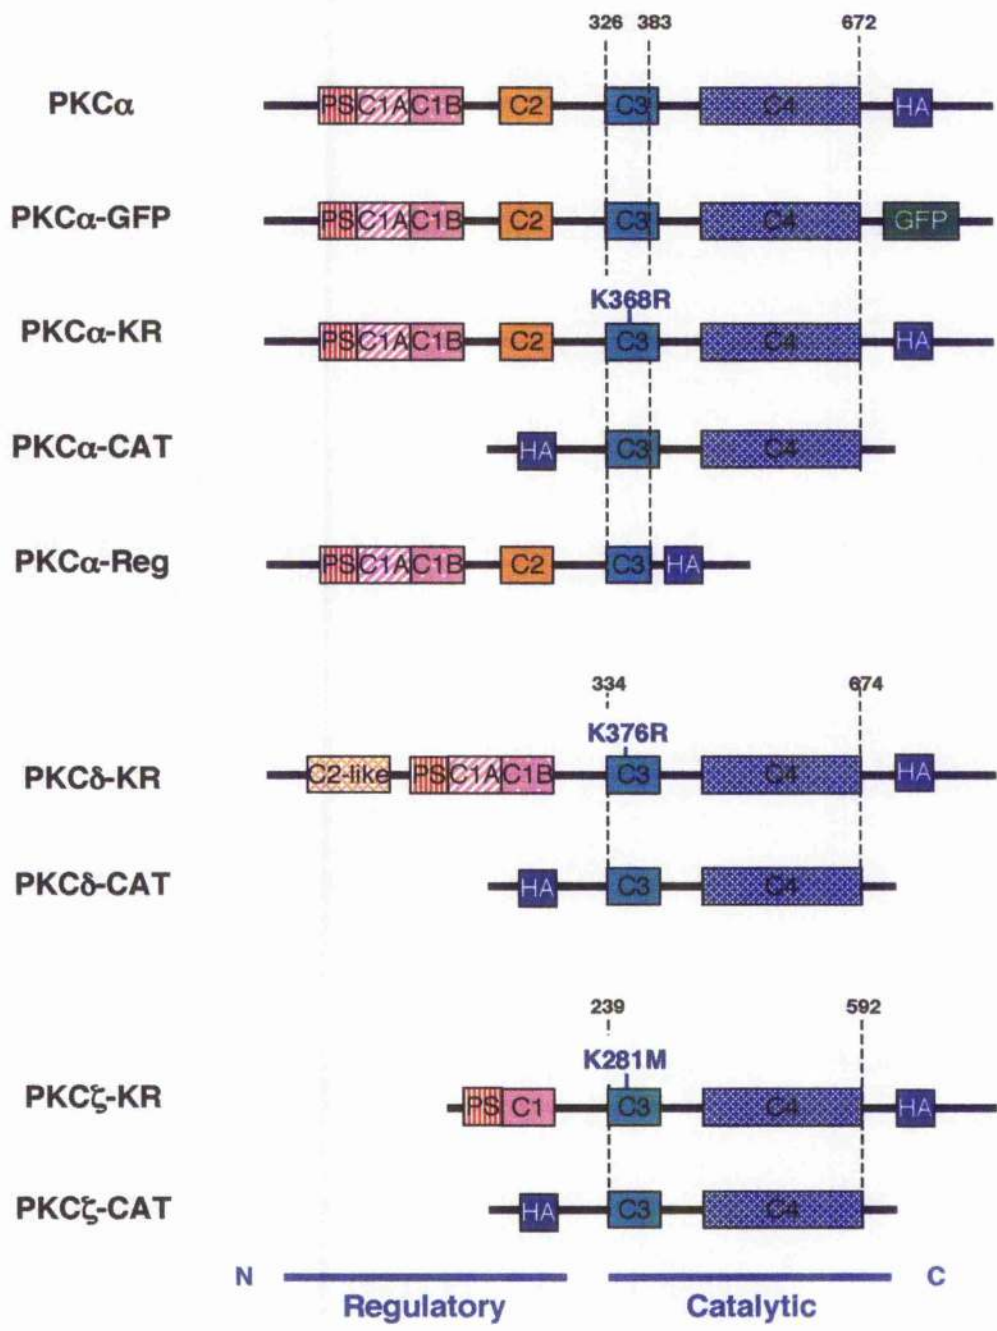 326 383 672
PKCα PS C1A C1B C2 C3 C4 HA
PKCα-GFP PS C1A C1B C2 C3 C4 GFP
K368R
PKCα-KR PS C1A C1B C2 C3 C4 HA
PKCα-CAT HA C3 C4
PKCα-Reg PS C1A C1B C2 C3 HA
334 674
K376R
PKCδ-KR C2-like PS C1A C1B C3 C4 HA
PKCδ-CAT HA C3 C4
239 592
K281M
PKCζ-KR PS C1 C3 C4 HA
PKCζ-CAT HA C3 C4
N C
Regulatory Catalytic